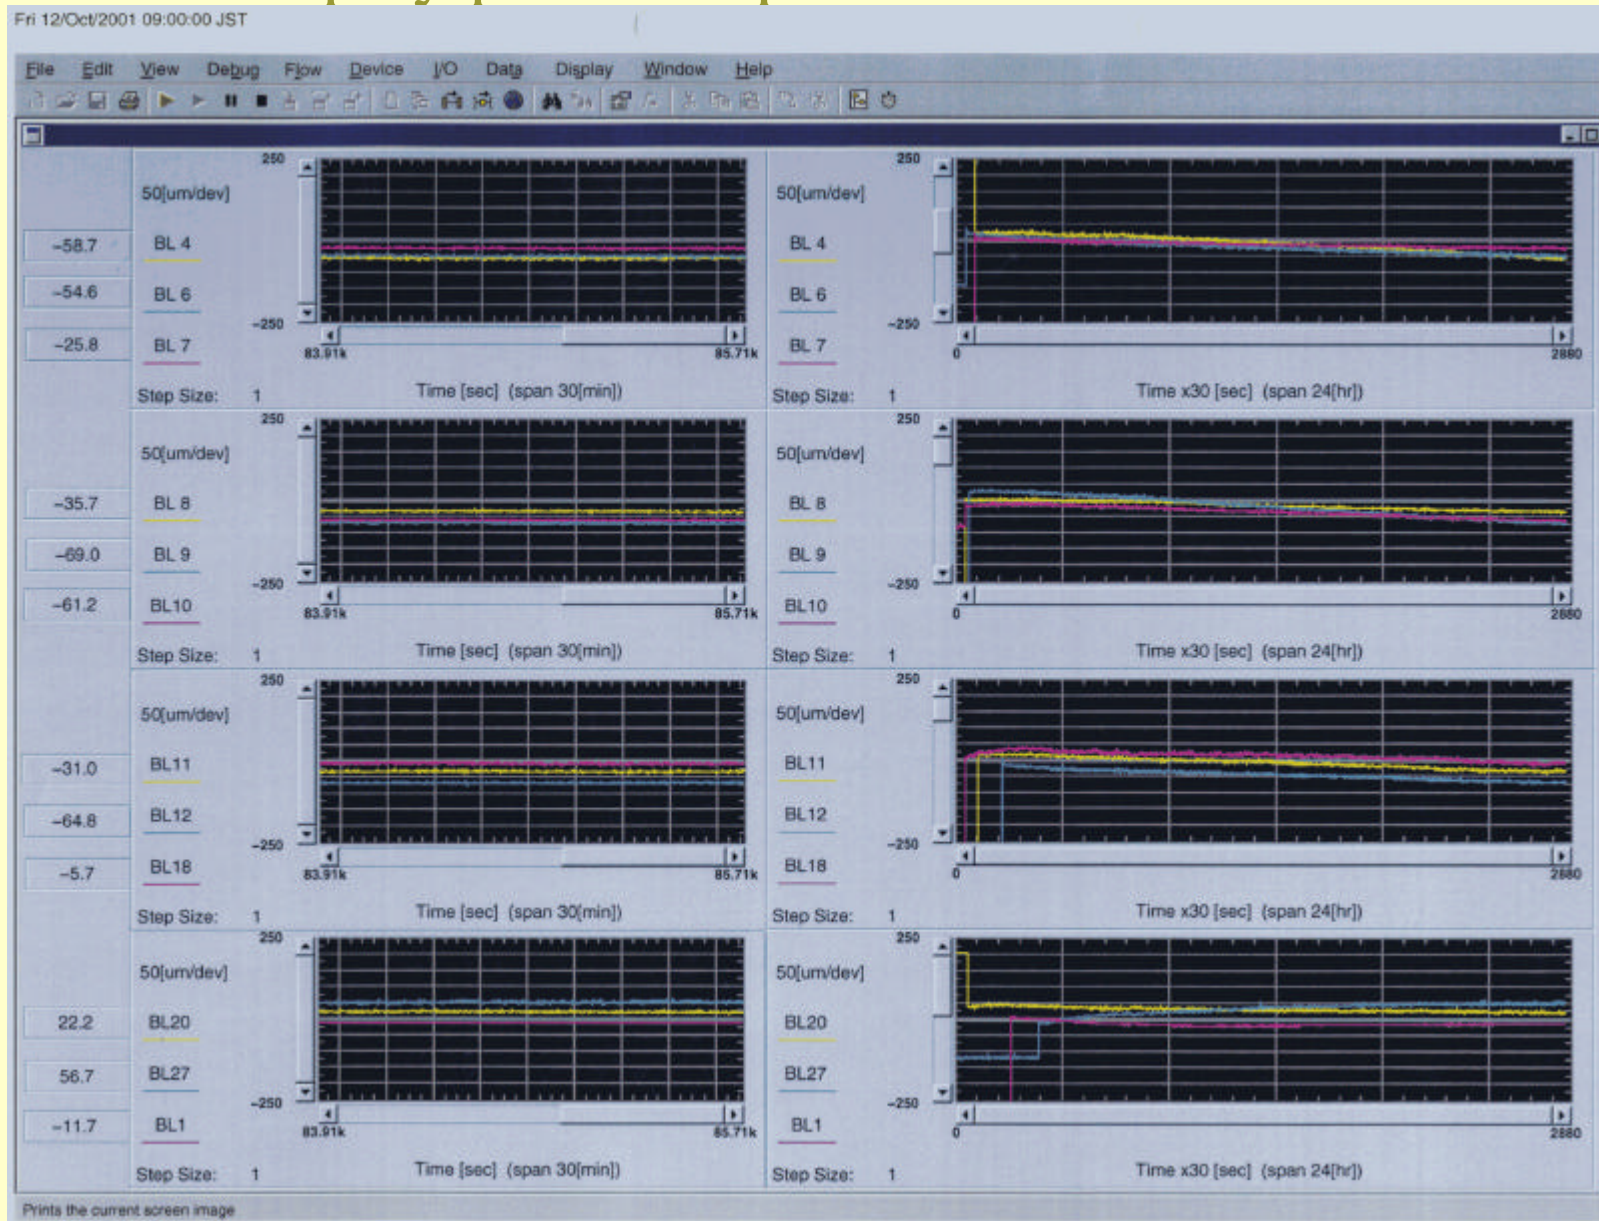 Fri 12/Oct/2001 09:00:00 JST
File Edit View Debug Flow Device I/O Data Display Window Help
250
50[um/dev]
-58.7 BL 4
-54.6 BL 6
-250
-25.8 BL 7
83.91k 85.71k
Step Size: 1 Time [sec] (span 30[min])
250
50[um/dev]
BL 4
BL 6
-250
BL 7
0 2880
Step Size: 1 Time x30 [sec] (span 24[hr])
250
50[um/dev]
-35.7 BL 8
-69.0 BL 9
-250
-61.2 BL10
83.91k 85.71k
Step Size: 1 Time [sec] (span 30[min])
250
50[um/dev]
BL 8
BL 9
-250
BL10
0 2880
Step Size: 1 Time x30 [sec] (span 24[hr])
250
50[um/dev]
-31.0 BL11
-64.8 BL12
-250
-5.7 BL18
83.91k 85.71k
Step Size: 1 Time [sec] (span 30[min])
250
50[um/dev]
BL11
BL12
-250
BL18
0 2880
Step Size: 1 Time x30 [sec] (span 24[hr])
250
50[um/dev]
22.2 BL20
56.7 BL27
-250
-11.7 BL1
83.91k 85.71k
Step Size: 1 Time [sec] (span 30[min])
250
50[um/dev]
BL20
BL27
-250
BL1
0 2880
Step Size: 1 Time x30 [sec] (span 24[hr])
Prints the current screen image